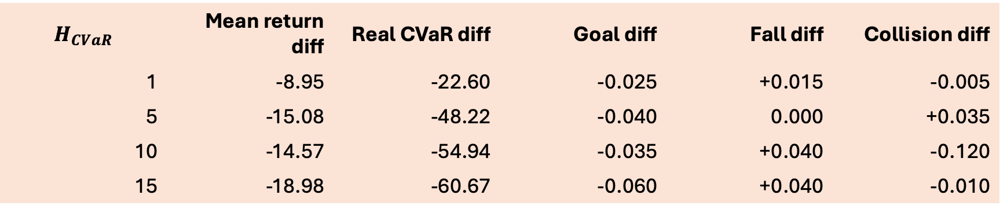 H_CVaR Mean return diff Real CVaR diff Goal diff Fall diff Collision diff
1 -8.95 -22.60 -0.025 +0.015 -0.005
5 -15.08 -48.22 -0.040 0.000 +0.035
10 -14.57 -54.94 -0.035 +0.040 -0.120
15 -18.98 -60.67 -0.060 +0.040 -0.010